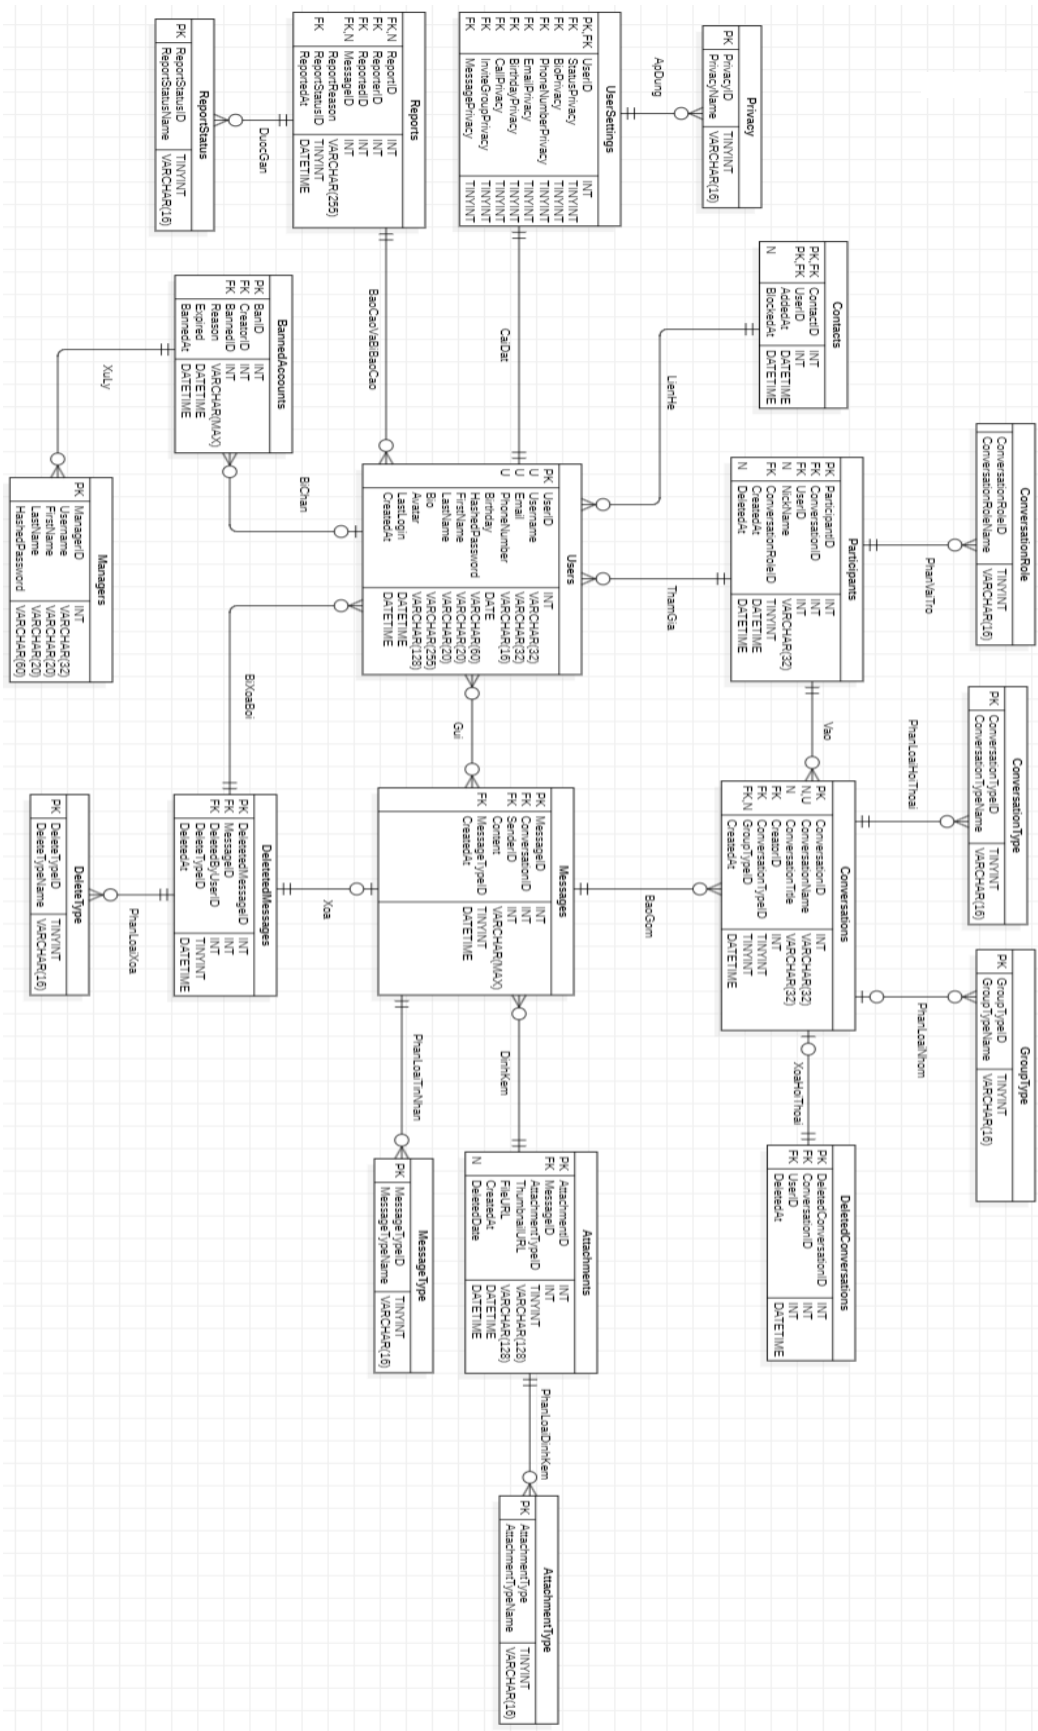 ConversationRole
ConversationRoleID TINYINT
ConversationRoleName VARCHAR(16)
ConversationType
PK ConversationTypeID TINYINT
ConversationTypeName VARCHAR(16)
GroupType
PK GroupTypeID TINYINT
GroupTypeName VARCHAR(16)
PhanVaiTro
PhanLoaiHoiThoai
PhanLoaiNhom
Privacy
PK PrivacyID TINYINT
PrivacyName VARCHAR(16)
Contacts
PK,FK ContactID INT
PK,FK UserID INT
AddedAt DATETIME
N BlockedAt DATETIME
Participants
PK ParticipantID INT
FK ConversationID INT
FK UserID INT
N NickName VARCHAR(32)
FK ConversationRoleID TINYINT
CreatedAt DATETIME
N DeletedAt DATETIME
Vao
Conversations
PK ConversationID INT
N,U ConversationName VARCHAR(32)
N ConversationTitle VARCHAR(32)
FK CreatorID INT
FK ConversationTypeID TINYINT
FK,N GroupTypeID TINYINT
CreatedAt DATETIME
XoaHoiThoai
DeletedConversations
PK DeletedConversationID INT
FK ConversationID INT
FK UserID INT
DeletedAt DATETIME
ApDung
LienHe
ThamGia
BaoGom
UserSettings
PK,FK UserID INT
FK StatusPrivacy TINYINT
FK BioPrivacy TINYINT
FK PhoneNumberPrivacy TINYINT
FK EmailPrivacy TINYINT
FK BirthdayPrivacy TINYINT
FK CallPrivacy TINYINT
FK InviteGroupPrivacy TINYINT
FK MessagePrivacy TINYINT
CaiDat
Users
PK UserID INT
U Username VARCHAR(32)
Email VARCHAR(32)
U PhoneNumber VARCHAR(16)
Birthday DATE
HashedPassword VARCHAR(60)
FirstName VARCHAR(20)
LastName VARCHAR(20)
Bio VARCHAR(255)
Avatar VARCHAR(128)
LastLogin DATETIME
CreatedAt DATETIME
Gui
Messages
PK MessageID INT
FK ConversationID INT
FK SenderID INT
Content VARCHAR(MAX)
FK MessageTypeID TINYINT
CreatedAt DATETIME
DinhKem
Attachments
PK AttachmentID INT
FK MessageID INT
AttachmentTypeID TINYINT
ThumbnailURL VARCHAR(128)
FileURL VARCHAR(128)
CreatedAt DATETIME
N DeletedDate DATETIME
PhanLoaiDinhKem
AttachmentType
PK AttachmentType TINYINT
AttachmentTypeName VARCHAR(16)
Reports
FK,N ReportID INT
FK ReporterID INT
FK ReportedID INT
FK,N MessageID INT
ReportReason VARCHAR(255)
FK ReportStatusID TINYINT
ReportedAt DATETIME
BaoCaoVaBiBaoCao
PhanLoaiTinNhan
MessageType
PK MessageTypeID TINYINT
MessageTypeName VARCHAR(16)
DuocGan
BiChan
Xoa
BannedAccounts
PK BanID INT
FK CreatorID INT
FK BannedID INT
Reason VARCHAR(MAX)
Expired DATETIME
BannedAt DATETIME
BiXoaBoi
DeletetedMessages
PK DeletetedMessageID INT
FK MessageID INT
FK DeletedByUserID INT
DeleteTypeID TINYINT
DeletedAt DATETIME
ReportStatus
PK ReportStatusID TINYINT
ReportStatusName VARCHAR(16)
XuLy
PhanLoaiXoa
Managers
PK ManagerID INT
Username VARCHAR(32)
FirstName VARCHAR(20)
LastName VARCHAR(20)
HashedPassword VARCHAR(60)
DeleteType
PK DeleteTypeID TINYINT
DeleteTypeName VARCHAR(16)